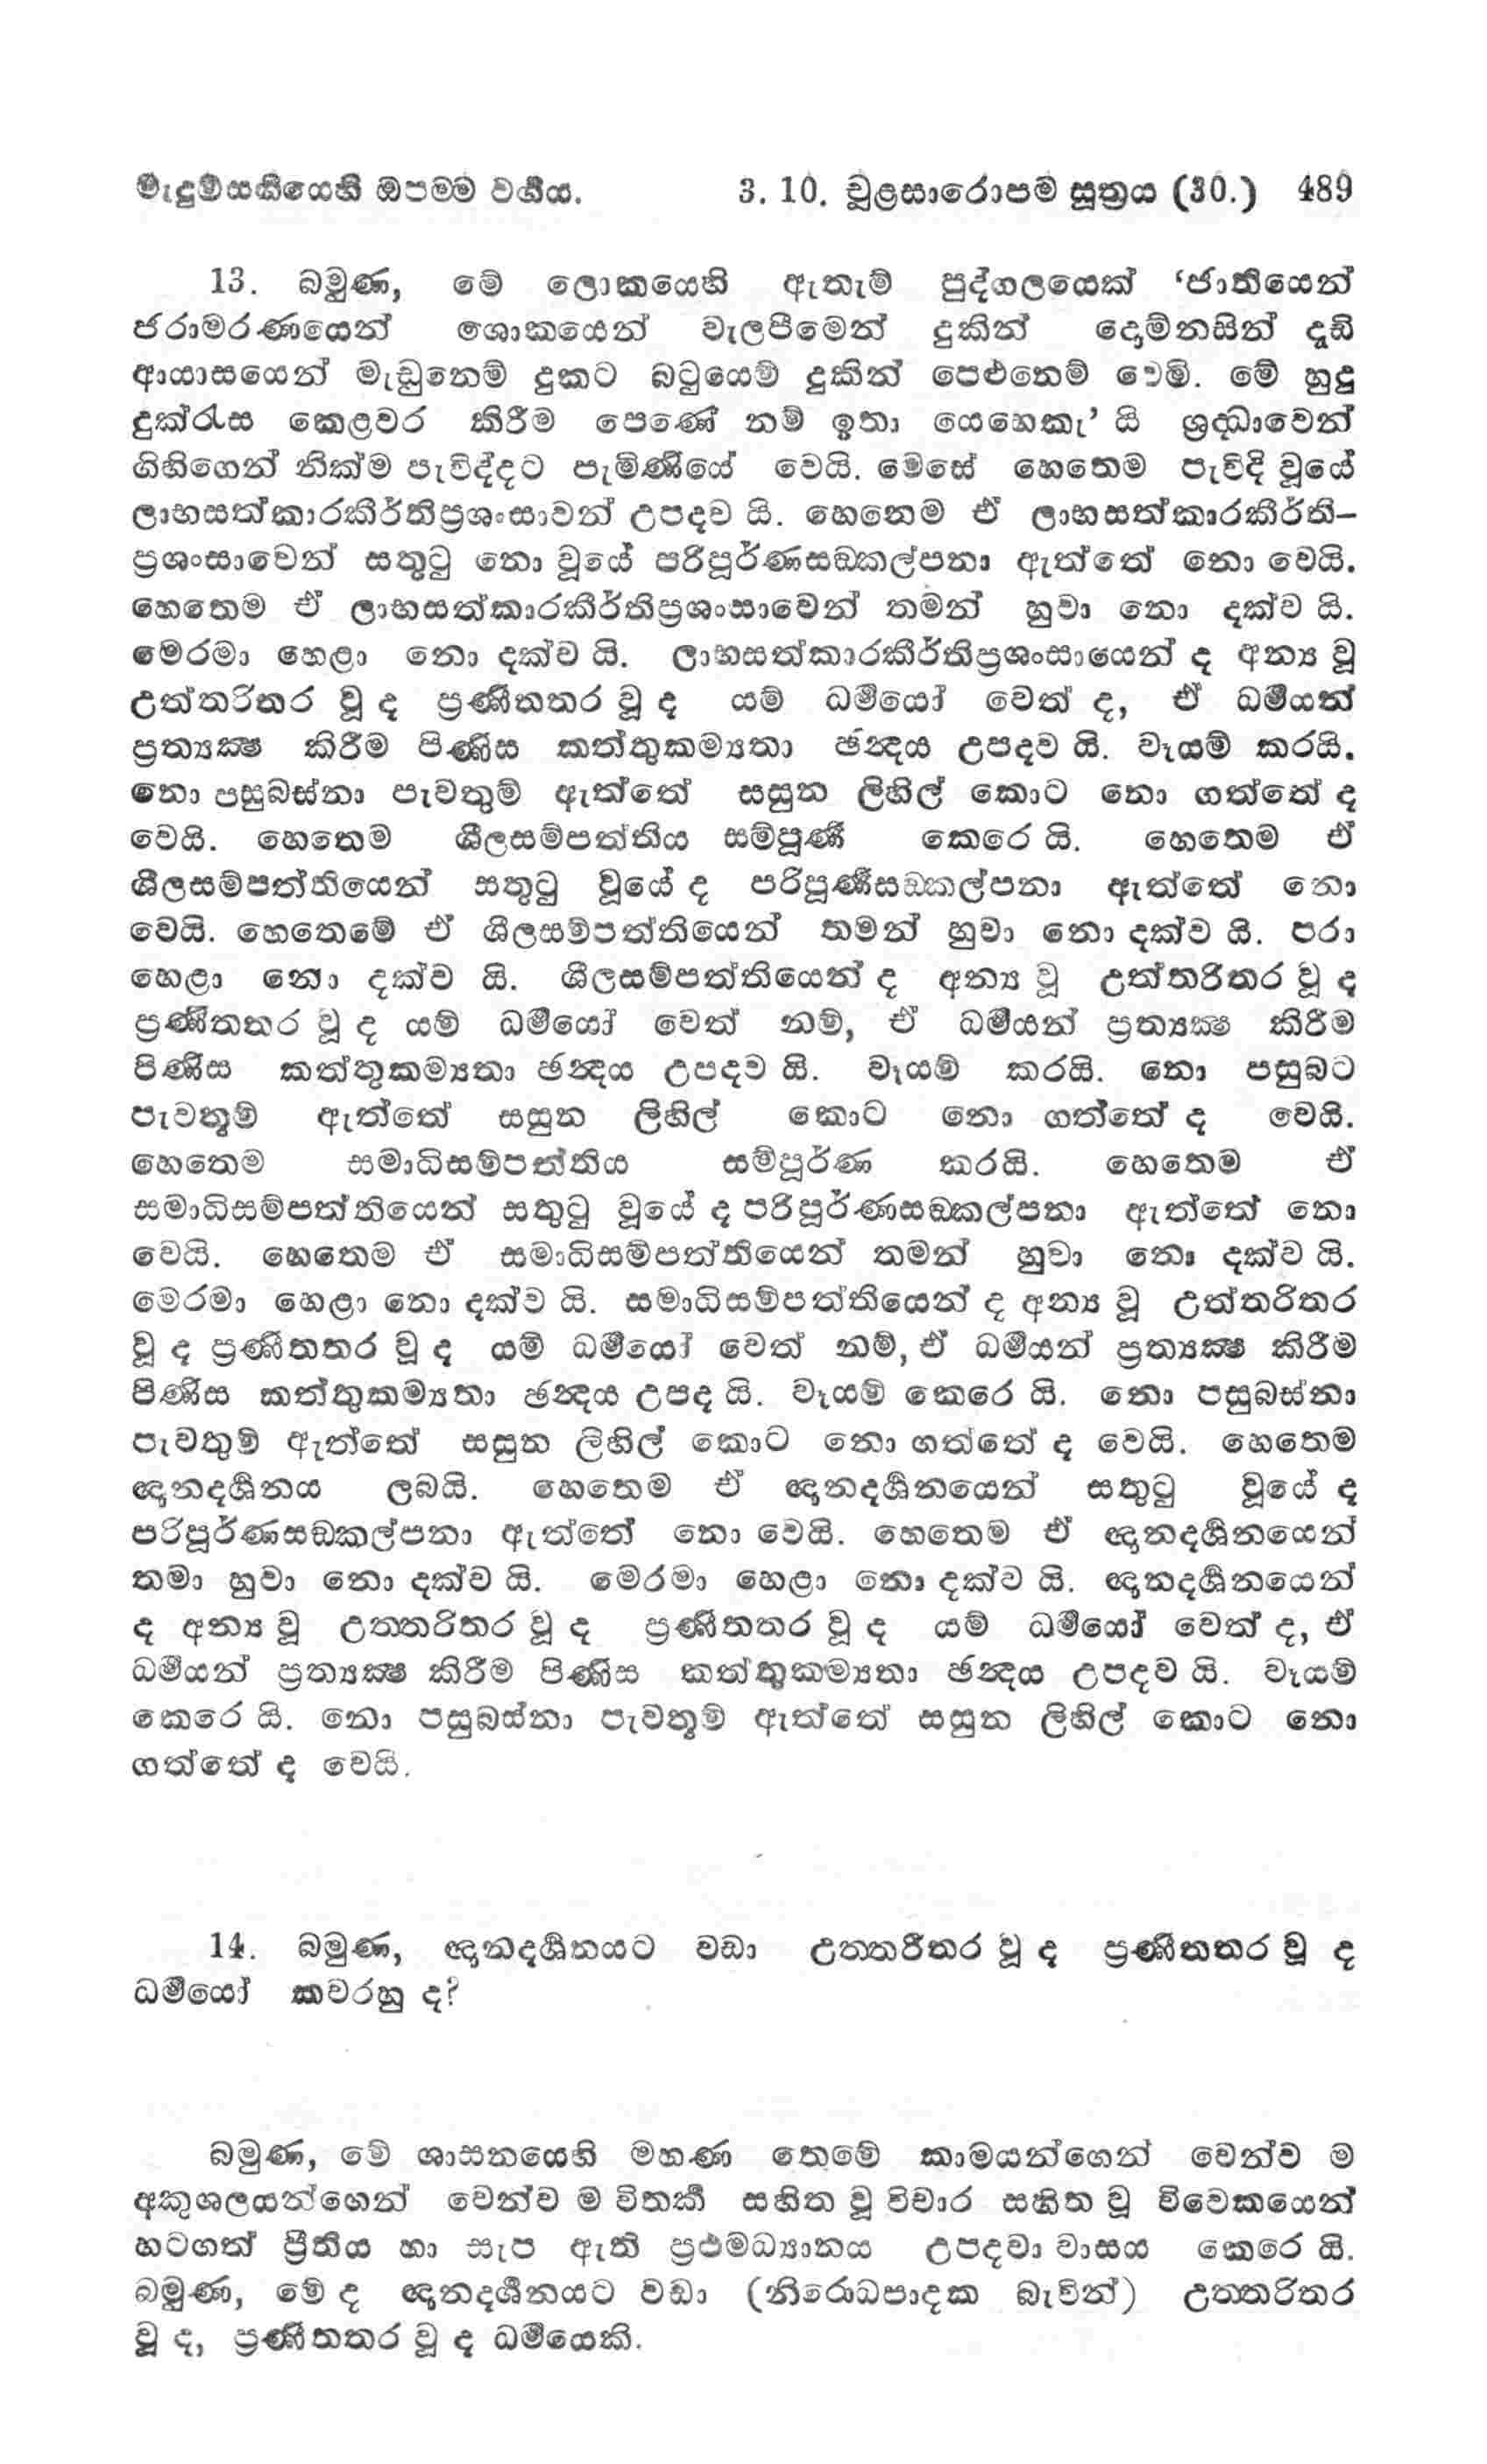 මැදුම්සඟියෙහි ඔපමම වර්‍ගය. 3. 10. චූළසාරොපම සූත්‍රය (30.) 489
13. බමුණ, මේ ලොකයෙහි ඇතැම් පුද්ගලයෙක් ‘ජාතියෙන්
ජරාමරණයෙන් ශොකයෙන් වැලපීමෙන් දුකින් දොම්නසින් දැඩි
ආයාසයෙන් මැඩුනෙම් දුකට බටුයෙම් දුකින් පෙළුනෙම් වෙමි. මේ හුදු
දුක්රැස කෙළවර කිරීම පෙණේ නම් ඉතා යෙහෙකැ’ යි ශ්‍රද්ධාවෙන්
ගිහිගෙන් නික්ම පැවිද්දට පැමිණියේ වෙයි. මෙසේ හෙතෙම පැවිදි වූයේ
ලාභසත්කාරකීර්තිප්‍රශංසාවන් උපදව යි. හෙතෙම ඒ ලාභසත්කාරකීර්ති-
ප්‍රශංසාවෙන් සතුටු නො වූයේ පරිපූර්ණසඞ්කල්පනා ඇත්තේ නො වෙයි.
හෙතෙම ඒ ලාභසත්කාරකීර්තිප්‍රශංසාවෙන් තමන් හුවා නො දක්ව යි.
මෙරමා හෙළා නො දක්ව යි. ලාභසත්කාරකීර්තිප්‍රශංසායෙන් ද අන්‍ය වූ
උත්තරිතර වූ ද ප්‍රණීතතර වූ ද යම් ධර්‍මයෝ වෙත් ද, ඒ ධර්‍මයන්
ප්‍රත්‍යක්‍ෂ කිරීම පිණිස කත්තුකම්‍යතා ඡන්‍දය උපදව යි. වෑයම් කරයි.
නො පසුබස්නා පැවතුම් ඇත්තේ සසුන ලිහිල් කොට නො ගත්තේ ද
වෙයි. හෙතෙම ශීලසම්පත්තිය සම්පූර්‍ණ කෙරෙ යි. හෙතෙම ඒ
ශීලසම්පත්තියෙන් සතුටු වූයේ ද පරිපූර්‍ණසඞ්කල්පනා ඇත්තේ නො
වෙයි. හෙතෙමේ ඒ ශීලසම්පත්තියෙන් තමන් හුවා නො දක්ව යි. පරා
හෙළා නො දක්ව යි. ශීලසම්පත්තියෙන් ද අන්‍ය වූ උත්තරිතර වූ ද
ප්‍රණීතතර වූ ද යම් ධර්‍මයෝ වෙත් නම්, ඒ ධර්‍මයන් ප්‍රත්‍යක්‍ෂ කිරීම
පිණිස කත්තුකම්‍යතා ඡන්‍දය උපදව යි. වෑයම් කරයි. නො පසුබට
පැවතුම් ඇත්තේ සසුන ලිහිල් කොට නො ගත්තේ ද වෙයි.
හෙතෙම සමාධිසම්පත්තිය සම්පූර්ණ කරයි. හෙතෙම ඒ
සමාධිසම්පත්තියෙන් සතුටු වූයේ ද පරිපූර්ණසඞ්කල්පනා ඇත්තේ නො
වෙයි. හෙතෙම ඒ සමාධිසම්පත්තියෙන් තමන් හුවා නො දක්ව යි.
මෙරමා හෙළා නො දක්ව යි. සමාධිසම්පත්තියෙන් ද අන්‍ය වූ උත්තරිතර
වූ ද ප්‍රණීතතර වූ ද යම් ධර්‍මයෝ වෙත් නම්, ඒ ධර්‍මයන් ප්‍රත්‍යක්‍ෂ කිරීම
පිණිස කත්තුකම්‍යතා ඡන්‍දය උපද යි. වෑයම් කෙරෙ යි. නො පසුබස්නා
පැවතුම් ඇත්තේ සසුන ලිහිල් කොට නො ගත්තේ ද වෙයි. හෙතෙම
ඥානදර්‍ශනය ලබයි. හෙතෙම ඒ ඥානදර්‍ශනයෙන් සතුටු වූයේ ද
පරිපූර්ණසඞ්කල්පනා ඇත්තේ නො වෙයි. හෙතෙම ඒ ඥානදර්‍ශනයෙන්
තමා හුවා නො දක්ව යි. මෙරමා හෙළා නො දක්ව යි. ඥානදර්‍ශනයෙන්
ද අන්‍ය වූ උත්තරිතර වූ ද ප්‍රණීතතර වූ ද යම් ධර්‍මයෝ වෙත් ද, ඒ
ධර්‍මයන් ප්‍රත්‍යක්‍ෂ කිරීම පිණිස කත්තුකම්‍යතා ඡන්‍දය උපදව යි. වෑයම්
කෙරෙ යි. නො පසුබස්නා පැවතුම් ඇත්තේ සසුන ලිහිල් කොට නො
ගත්තේ ද වෙයි.
14. බමුණ, ඥානදර්‍ශනයට වඩා උත්තරීතර වූ ද ප්‍රණීතතර වූ ද
ධර්‍මයෝ කවරහු ද?
බමුණ, මේ ශාසනයෙහි මහණ තෙමේ කාමයන්ගෙන් වෙන්ව ම
අකුශලයන්ගෙන් වෙන්ව ම විතර්‍ක සහිත වූ විචාර සහිත වූ විවෙකයෙන්
හටගත් ප්‍රීතිය හා සැප ඇති ප්‍රථමධ්‍යානය උපදවා වාසය කෙරෙ යි.
බමුණ, මේ ද ඥානදර්‍ශනයට වඩා (නිරොධපාදක බැවින්) උත්තරිතර
වූ ද, ප්‍රණීතතර වූ ද ධර්‍මයෙකි.